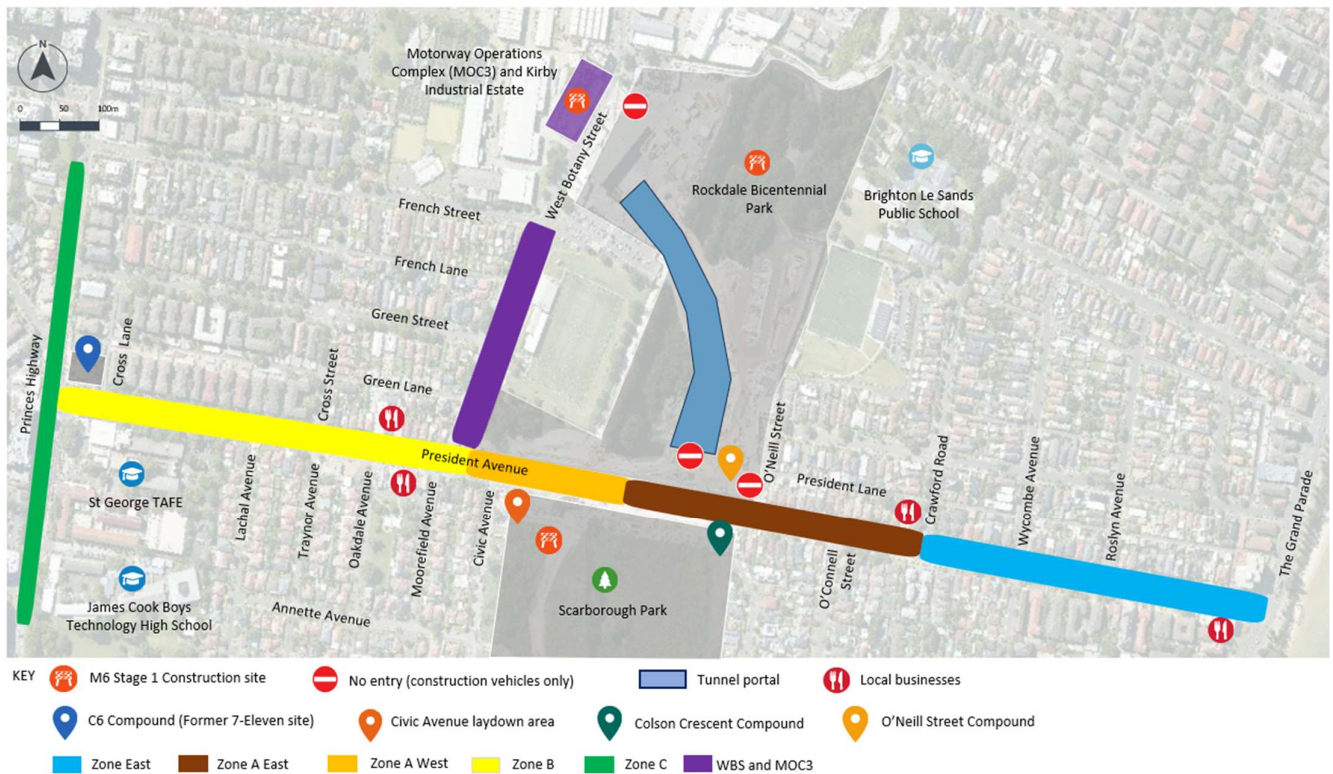 N
0 50 100m
Motorway Operations
Complex (MOC3) and Kirby
Industrial Estate
West Botany Street
Rockdale Bicentennial
Park
Brighton Le Sands
Public School
French Street
French Lane
Green Street
Green Lane
Cross Street
Cross Lane
Princes Highway
President Avenue
St George TAFE
James Cook Boys
Technology High School
Lachal Avenue
Traynor Avenue
Oakdale Avenue
Moorefield Avenue
Civic Avenue
Annette Avenue
Scarborough Park
O'Neill Street
President Lane
O'Connell
Street
Crawford Road
Wycombe Avenue
Roslyn Avenue
The Grand Parade
KEY
M6 Stage 1 Construction site
No entry (construction vehicles only)
Tunnel portal
Local businesses
C6 Compound (Former 7-Eleven site)
Civic Avenue laydown area
Colson Crescent Compound
O'Neill Street Compound
Zone East
Zone A East
Zone A West
Zone B
Zone C
WBS and MOC3